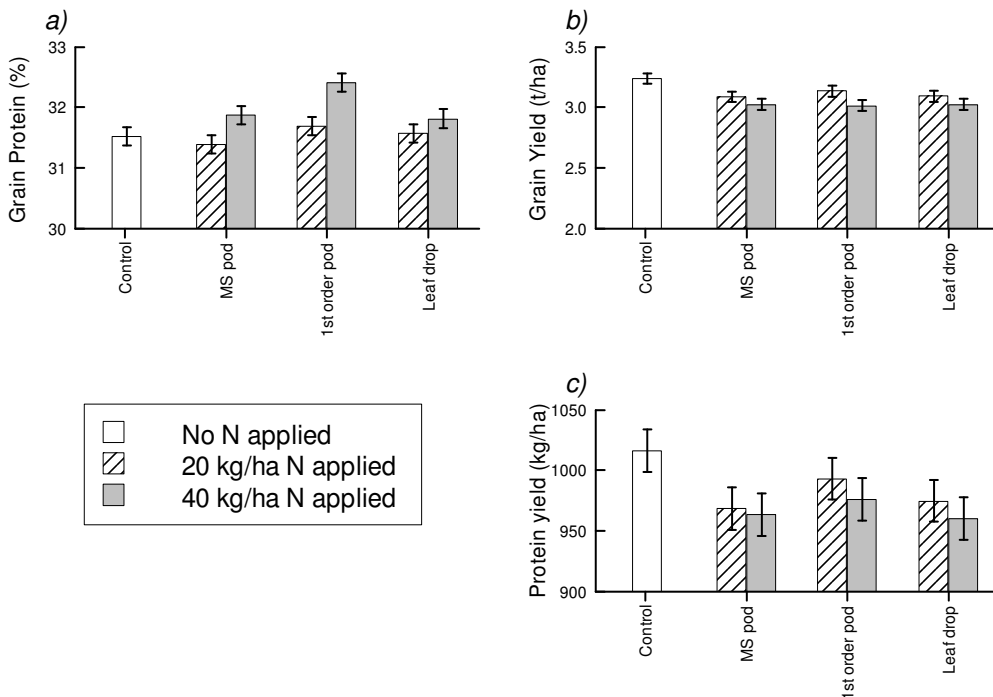 a)
Grain Protein (%)
33
32
31
30
Control
MS pod
1st order pod
Leaf drop
b)
Grain Yield (t/ha)
3.5
3.0
2.5
2.0
Control
MS pod
1st order pod
Leaf drop
No N applied
20 kg/ha N applied
40 kg/ha N applied
c)
Protein yield (kg/ha)
1050
1000
950
900
Control
MS pod
1st order pod
Leaf drop